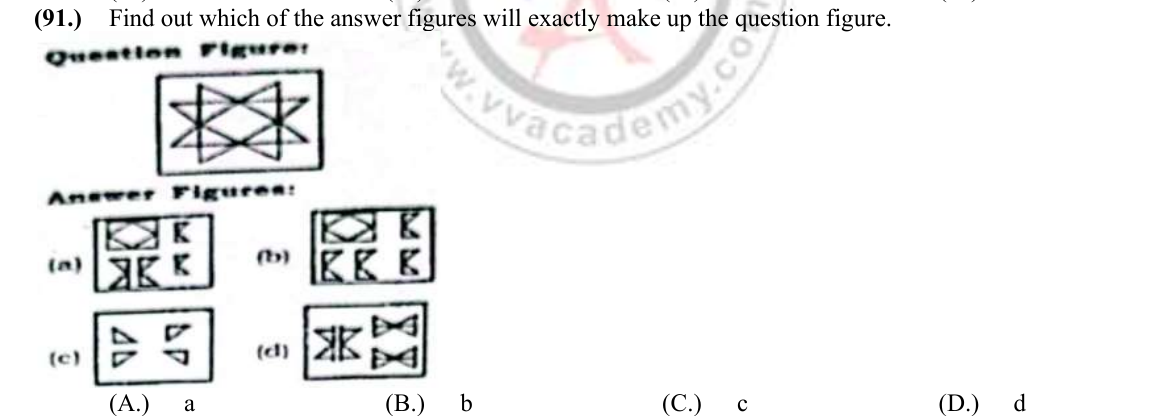 (91.) Find out which of the answer figures will exactly make up the question figure.
Question Figure:
www.vvacademy.com
Answer Figures:
(a) (b)
(c) (d)
(A.) a (B.) b (C.) c (D.) d